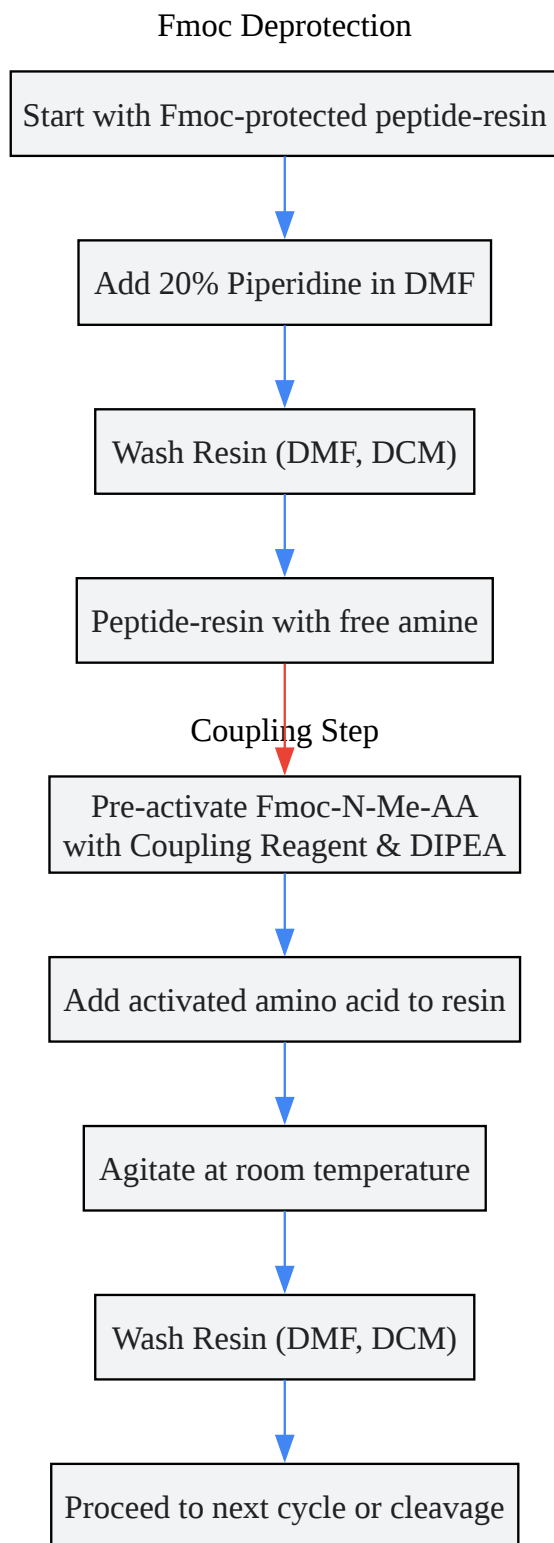 Fmoc Deprotection
Start with Fmoc-protected peptide-resin
Add 20% Piperidine in DMF
Wash Resin (DMF, DCM)
Peptide-resin with free amine
Coupling Step
Pre-activate Fmoc-N-Me-AA
with Coupling Reagent & DIPEA
Add activated amino acid to resin
Agitate at room temperature
Wash Resin (DMF, DCM)
Proceed to next cycle or cleavage